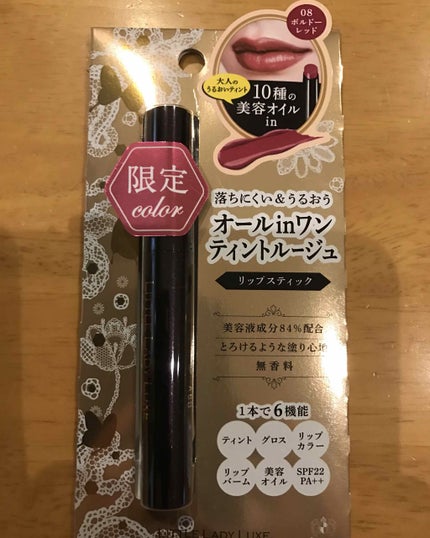 08
ボルドー
レッド
大人の
うるおいティント
10種の
美容オイル
in
限定
color
落ちにくい&うるおう
オールinワン
ティントルージュ
リップスティック
美容液成分84%配合
とろけるような塗り心地
無香料
1本で6機能
ティント
グロス
リップ
カラー
リップ
バーム
美容
オイル
SPF22
PA++
LITTLE LADY LUXE
LITTLE LADY LUXE